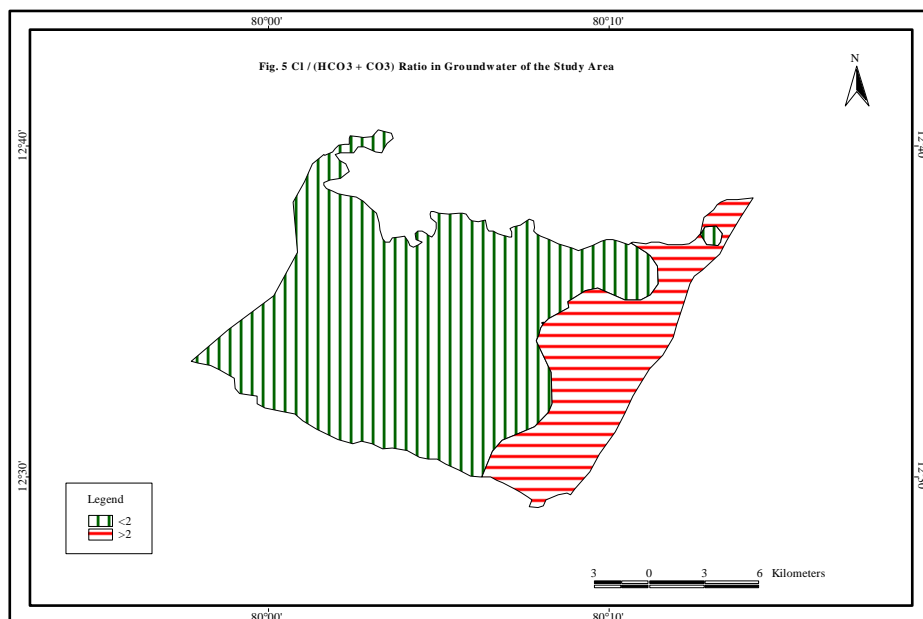 80°00' 80°10'
Fig. 5 Cl / (HCO3 + CO3) Ratio in Groundwater of the Study Area
N
12°40' 12°40'
12°30' 12°30'
Legend
<2
>2
3 0 3 6 Kilometers
80°00' 80°10'